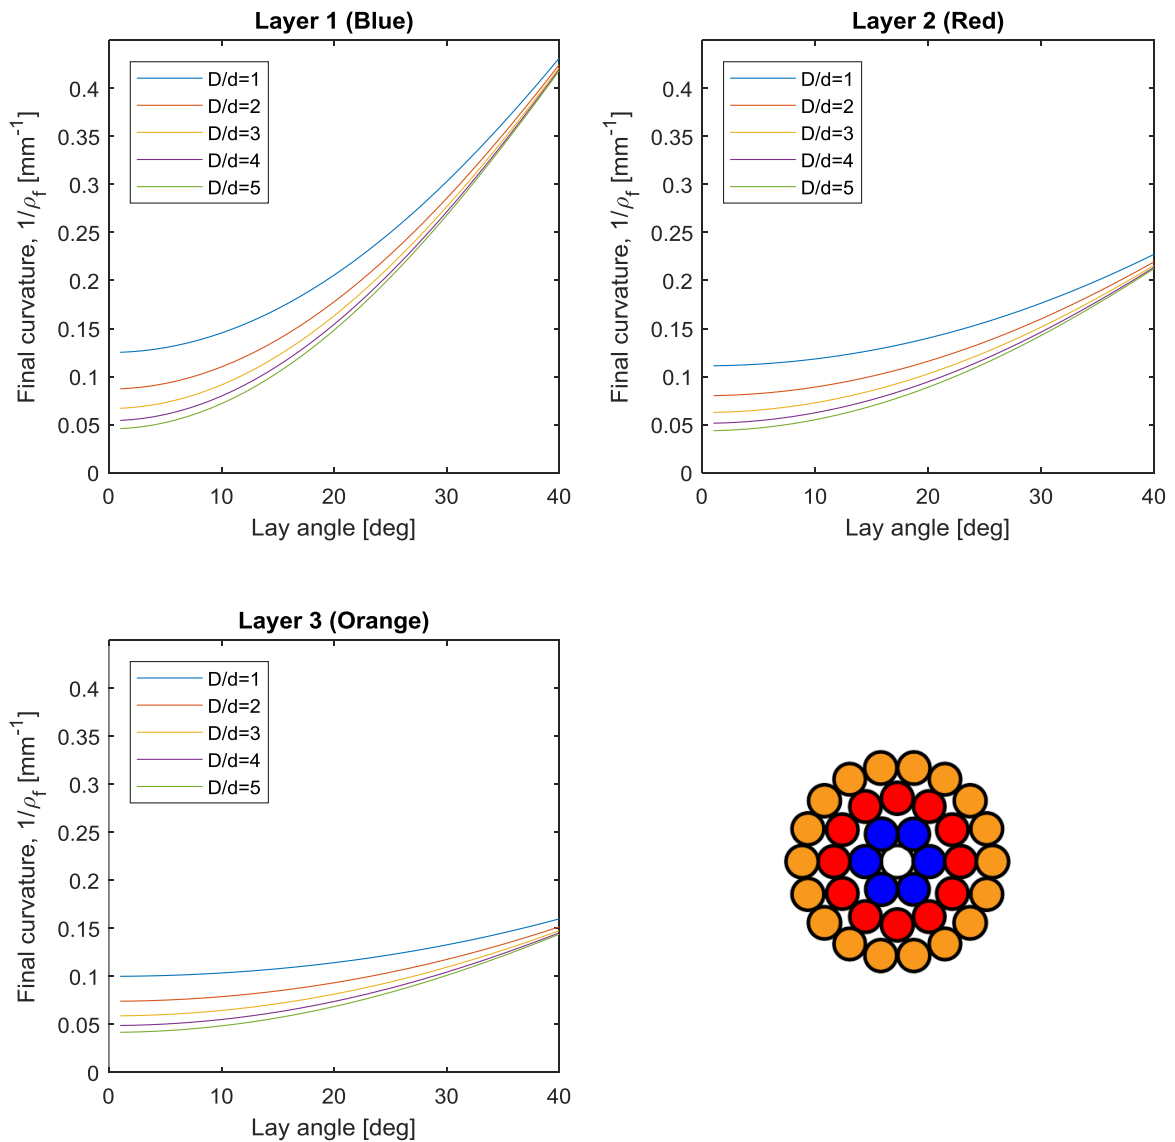 Layer 1 (Blue)
Final curvature, 1/ρf [mm-1]
0.4
0.35
0.3
0.25
0.2
0.15
0.1
0.05
0
D/d=1
D/d=2
D/d=3
D/d=4
D/d=5
0 10 20 30 40
Lay angle [deg]
Layer 2 (Red)
Final curvature, 1/ρf [mm-1]
0.4
0.35
0.3
0.25
0.2
0.15
0.1
0.05
0
D/d=1
D/d=2
D/d=3
D/d=4
D/d=5
0 10 20 30 40
Lay angle [deg]
Layer 3 (Orange)
Final curvature, 1/ρf [mm-1]
0.4
0.35
0.3
0.25
0.2
0.15
0.1
0.05
0
D/d=1
D/d=2
D/d=3
D/d=4
D/d=5
0 10 20 30 40
Lay angle [deg]